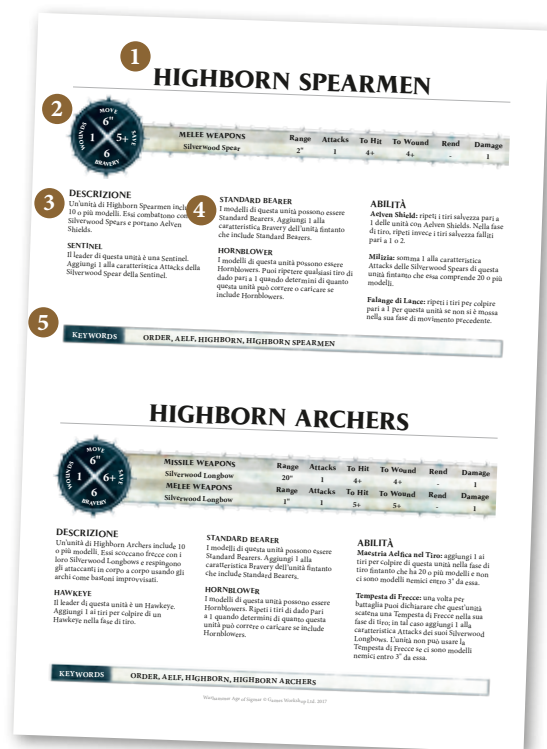 1
HIGHBORN SPEARMEN
2
MOVE
6"
WOUNDS 1 5+ SAVE
6
BRAVERY
MELEE WEAPONS Range Attacks To Hit To Wound Rend Damage
Silverwood Spear 2" 1 4+ 4+ - 1
3
DESCRIZIONE
Un'unità di Highborn Spearmen
10 o più modelli. Essi combattono con
Silverwood Spears e portano Aelven
Shields.
SENTINEL
Il leader di questa unità è una Sentinel.
Aggiungi 1 alla caratteristica Attacks della
Silverwood Spear della Sentinel.
4
STANDARD BEARER
I modelli di questa unità possono essere
Standard Bearers. Aggiungi 1 alla
caratteristica Bravery dell'unità fintanto
che include Standard Bearers.
HORNBLOWER
I modelli di questa unità possono essere
Hornblowers. Puoi ripetere qualsiasi tiro di
dado pari a 1 quando determini di quanto
questa unità può correre o caricare se
include Hornblowers.
ABILITÀ
Aelven Shield: ripeti i tiri salvezza pari a
1 delle unità con Aelven Shields. Nella fase
di tiro, ripeti invece i tiri salvezza falliti
pari a 1 o 2.
Milizia: somma 1 alla caratteristica
Attacks delle Silverwood Spears di questa
unità fintanto che essa comprende 20 o più
modelli.
Falange di Lance: ripeti i tiri per colpire
pari a 1 per questa unità se non si è mossa
nella sua fase di movimento precedente.
5
KEYWORDS ORDER, AELF, HIGHBORN, HIGHBORN SPEARMEN
HIGHBORN ARCHERS
MOVE
6"
WOUNDS 1 6+ SAVE
6
BRAVERY
MISSILE WEAPONS Range Attacks To Hit To Wound Rend Damage
Silverwood Longbow 20" 1 4+ 4+ - 1
MELEE WEAPONS Range Attacks To Hit To Wound Rend Damage
Silverwood Longbow 1" 1 5+ 5+ - 1
DESCRIZIONE
Un'unità di Highborn Archers include 10
o più modelli. Essi scoccano frecce con i
loro Silverwood Longbows e respingono
gli attaccanti in corpo a corpo usando gli
archi come bastoni improvvisati.
HAWKEYE
Il leader di questa unità è un Hawkeye.
Aggiungi 1 ai tiri per colpire di un
Hawkeye nella fase di tiro.
STANDARD BEARER
I modelli di questa unità possono essere
Standard Bearers. Aggiungi 1 alla
caratteristica Bravery dell'unità fintanto
che include Standard Bearers.
HORNBLOWER
I modelli di questa unità possono essere
Hornblowers. Ripeti i tiri di dado Pari
a 1 quando determini di quanto questa
unità può correre o caricare se include
Hornblowers.
ABILITÀ
Maestria Aelfica nel Tiro: aggiungi 1 ai
tiri per colpire di questa unità nella fase di
tiro fintanto che ha 20 o più modelli e non
ci sono modelli nemici entro 3" da essa.
Tempesta di Frecce: una volta per
battaglia puoi dichiarare che quest'unità
scatena una Tempesta di Frecce nella sua
fase di tiro; in tal caso aggiungi 1 alla
caratteristica Attacks dei suoi Silverwood
Longbows. L'unità non può usare la
Tempesta di Frecce se ci sono modelli
nemici entro 3" da essa.
KEYWORDS ORDER, AELF, HIGHBORN, HIGHBORN ARCHERS
Warhammer Age of Sigmar © Games Workshop Ltd. 2017